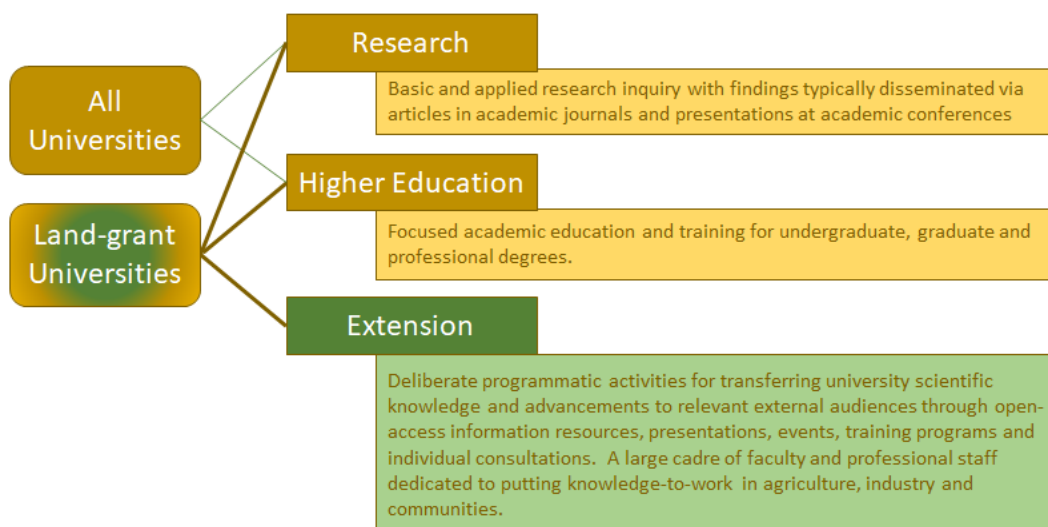 Research
Basic and applied research inquiry with findings typically disseminated via
articles in academic journals and presentations at academic conferences
All
Universities
Higher Education
Focused academic education and training for undergraduate, graduate and
professional degrees.
Land-grant
Universities
Extension
Deliberate programmatic activities for transferring university scientific
knowledge and advancements to relevant external audiences through open-
access information resources, presentations, events, training programs and
individual consultations.  A large cadre of faculty and professional staff
dedicated to putting knowledge-to-work in agriculture, industry and
communities.